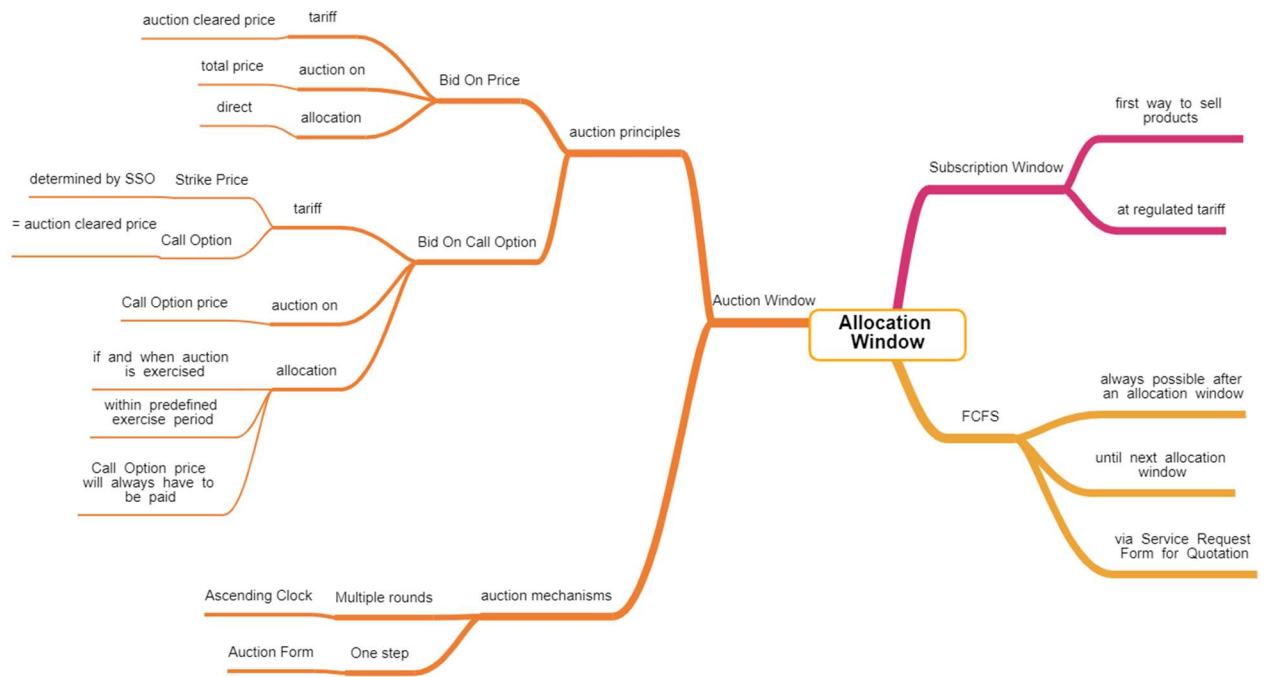 auction cleared price
tariff
total price
auction on
Bid On Price
direct
allocation
auction principles
determined by SSO
Strike Price
tariff
= auction cleared price
Call Option
Bid On Call Option
Call Option price
auction on
if and when auction
is exercised
allocation
within predefined
exercise period
Call Option price
will always have to
be paid
Auction Window
Ascending Clock
Multiple rounds
auction mechanisms
Auction Form
One step
Allocation
Window
first way to sell
products
Subscription Window
at regulated tariff
always possible after
an allocation window
FCFS
until next allocation
window
via Service Request
Form for Quotation